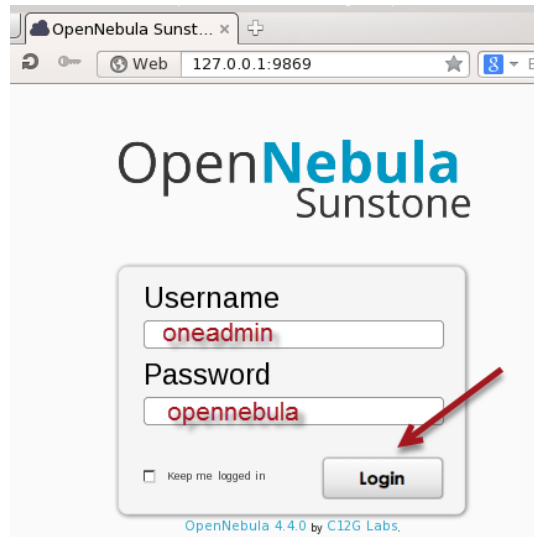 OpenNebula Sunst... ×
Web 127.0.0.1:9869 8
OpenNebula
Sunstone
Username
oneadmin
Password
opennebula
Keep me logged in Login
OpenNebula 4.4.0 by C12G Labs.